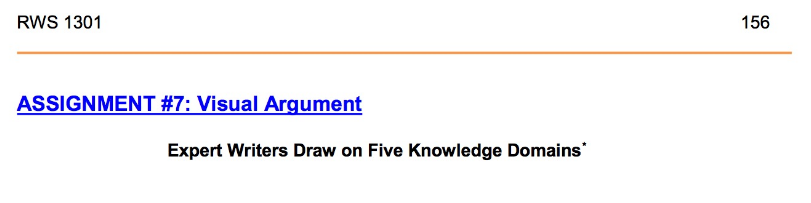 RWS 1301 156
ASSIGNMENT #7: Visual Argument
Expert Writers Draw on Five Knowledge Domains*